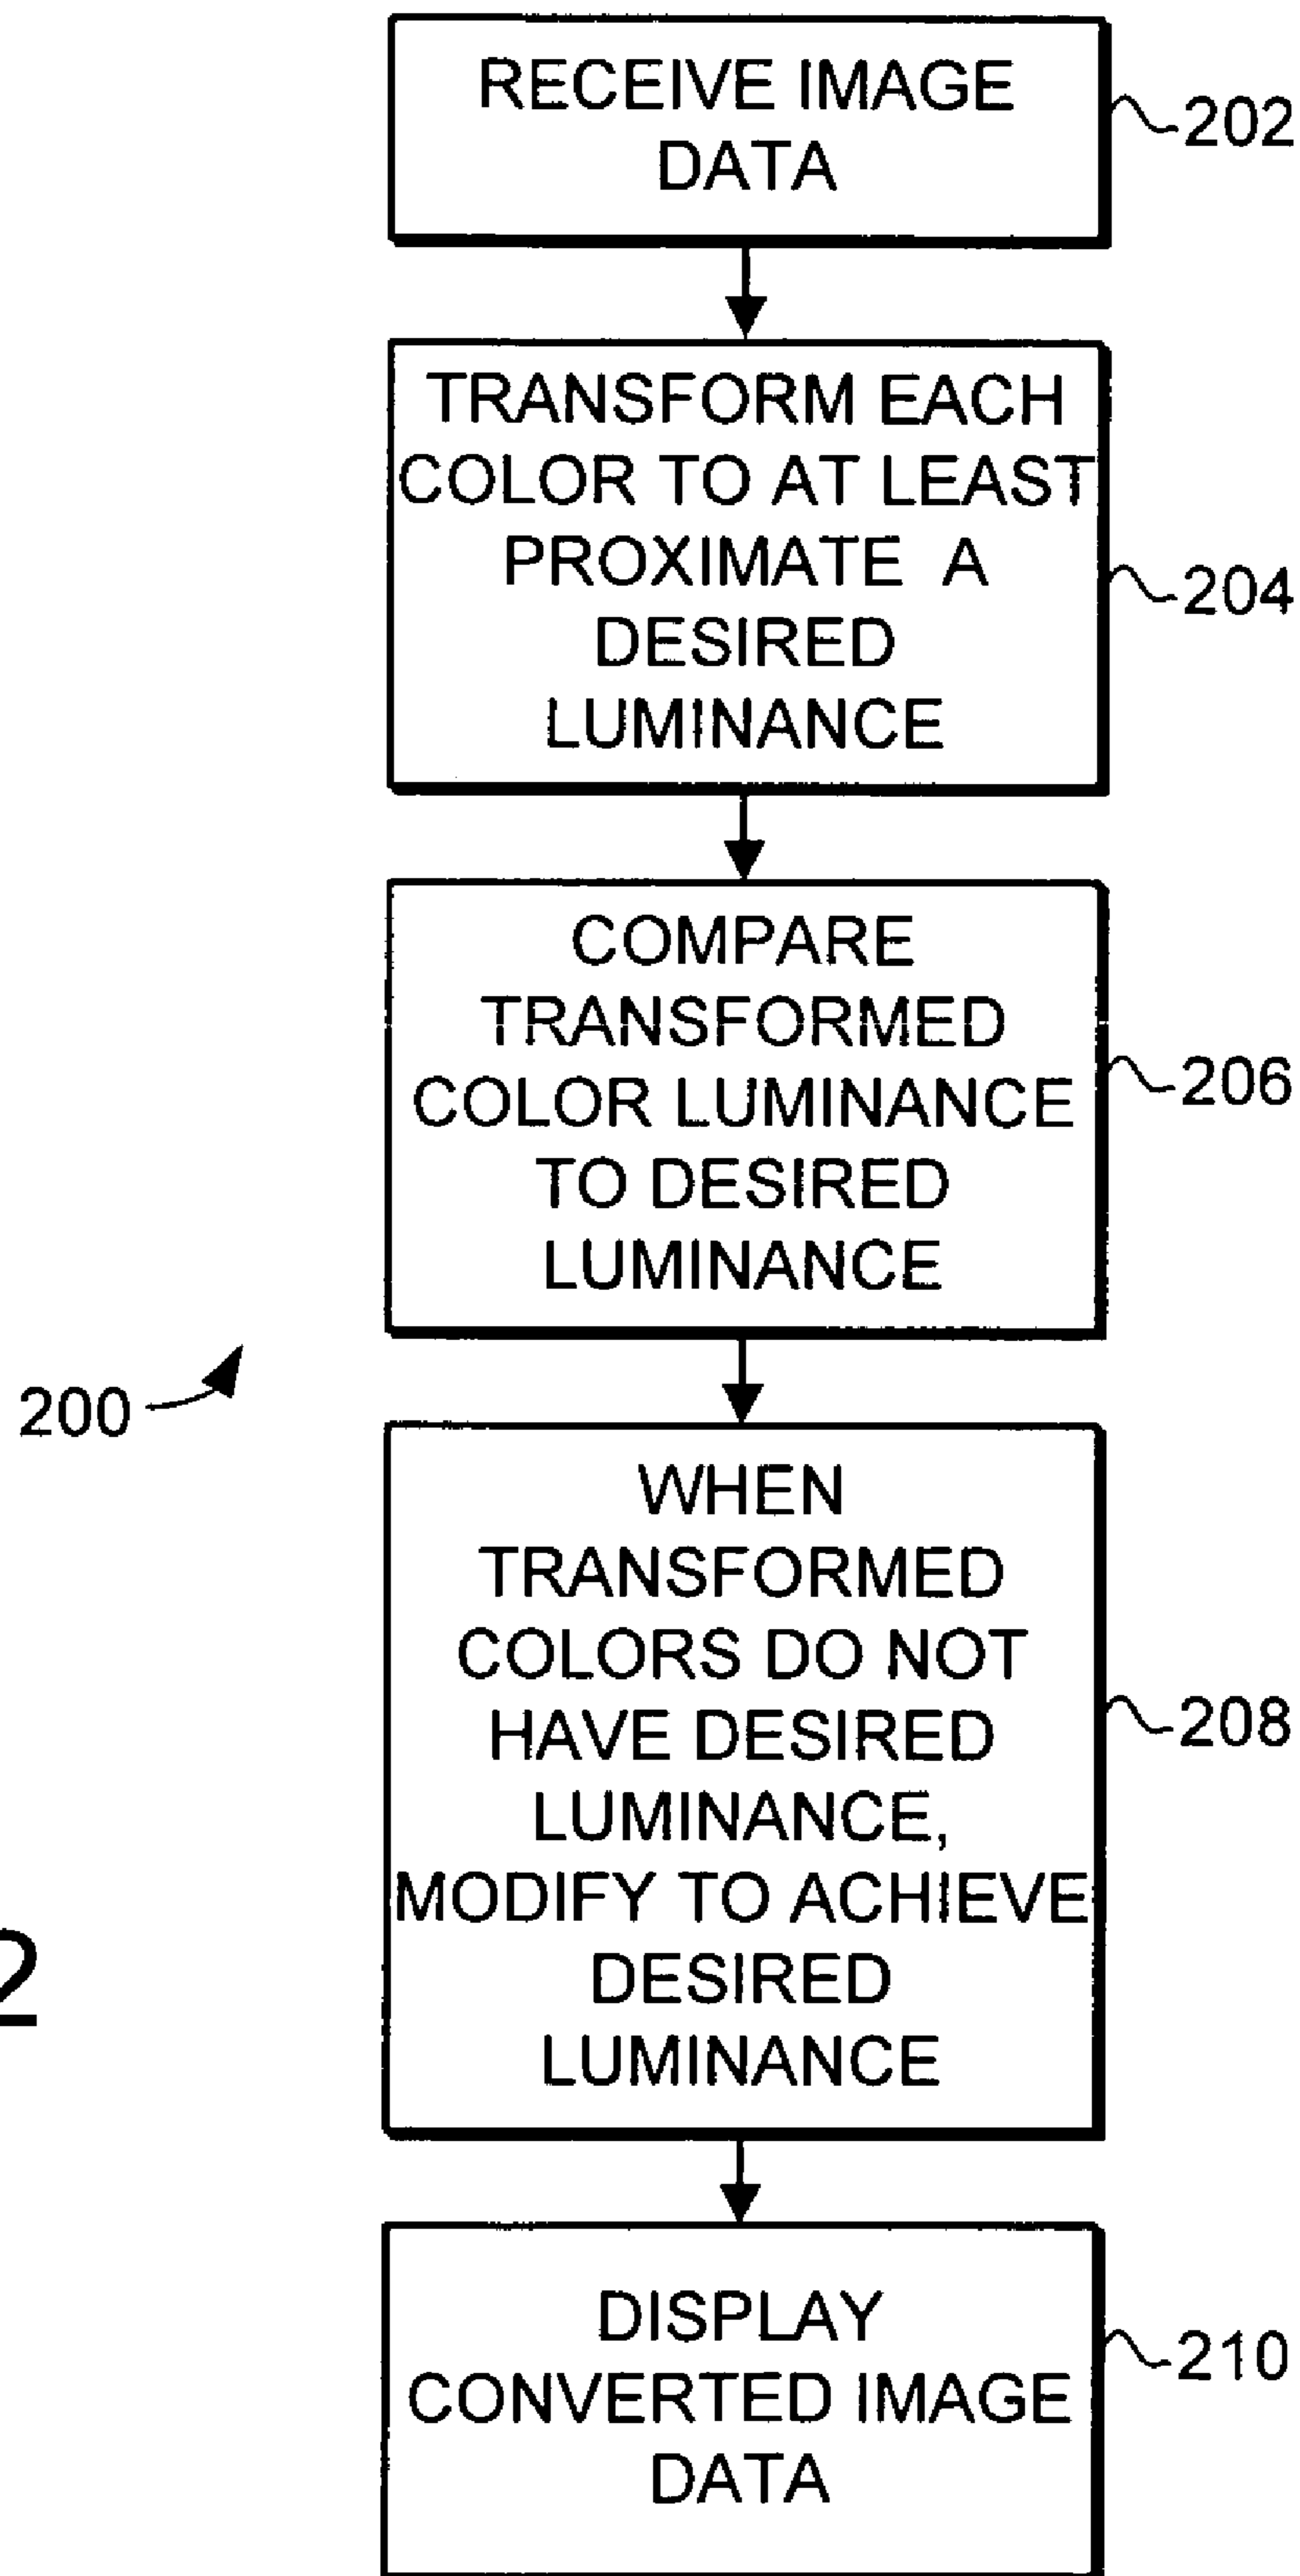 RECEIVE IMAGE
DATA
202
TRANSFORM EACH
COLOR TO AT LEAST
PROXIMATE A
DESIRED
LUMINANCE
204
COMPARE
TRANSFORMED
COLOR LUMINANCE
TO DESIRED
LUMINANCE
206
200
WHEN
TRANSFORMED
COLORS DO NOT
HAVE DESIRED
LUMINANCE,
MODIFY TO ACHIEVE
DESIRED
LUMINANCE
208
2
DISPLAY
CONVERTED IMAGE
DATA
210